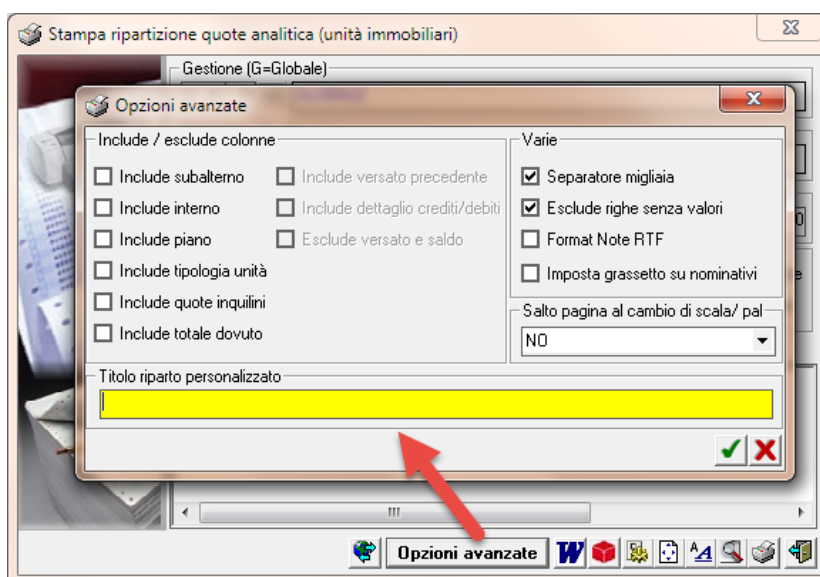 Stampa ripartizione quote analitica (unità immobiliari)
Gestione (G=Globale)
Opzioni avanzate
Include / esclude colonne
Include subalterno
Include interno
Include piano
Include tipologia unità
Include quote inquilini
Include totale dovuto
Include versato precedente
Include dettaglio crediti/debiti
Esclude versato e saldo
Varie
Separatore migliaia
Esclude righe senza valori
Format Note RTF
Imposta grassetto su nominativi
Salto pagina al cambio di scala/ pal
NO
Titolo riparto personalizzato
Opzioni avanzate